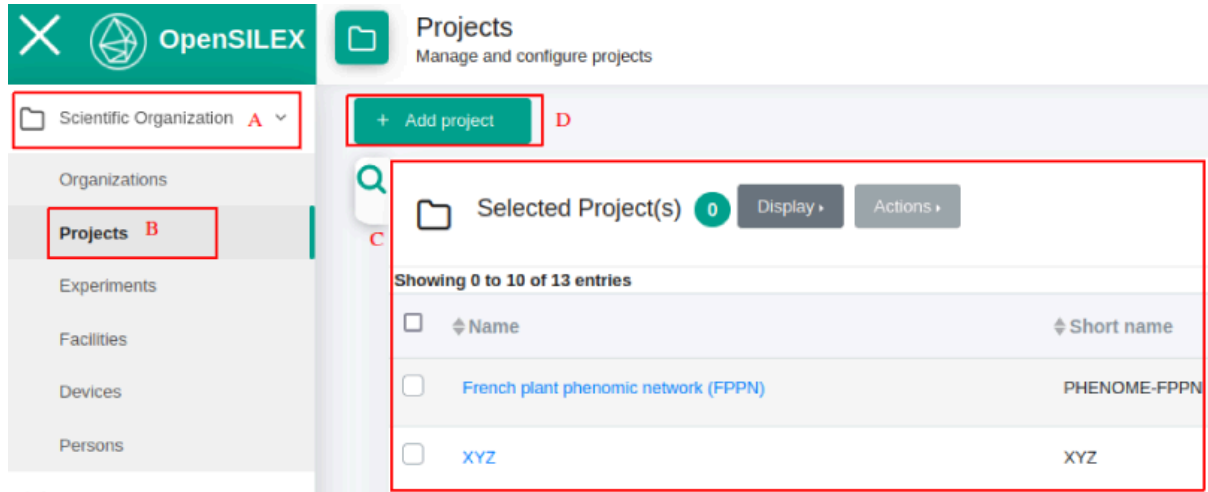 OpenSILEX
Projects
Manage and configure projects
Scientific Organization A
+ Add project D
Organizations
Projects B
Experiments
Facilities
Devices
Persons
C
Selected Project(s) 0 Display Actions
Showing 0 to 10 of 13 entries
Name Short name
French plant phenomic network (FPPN) PHENOME-FPPN
XYZ XYZ